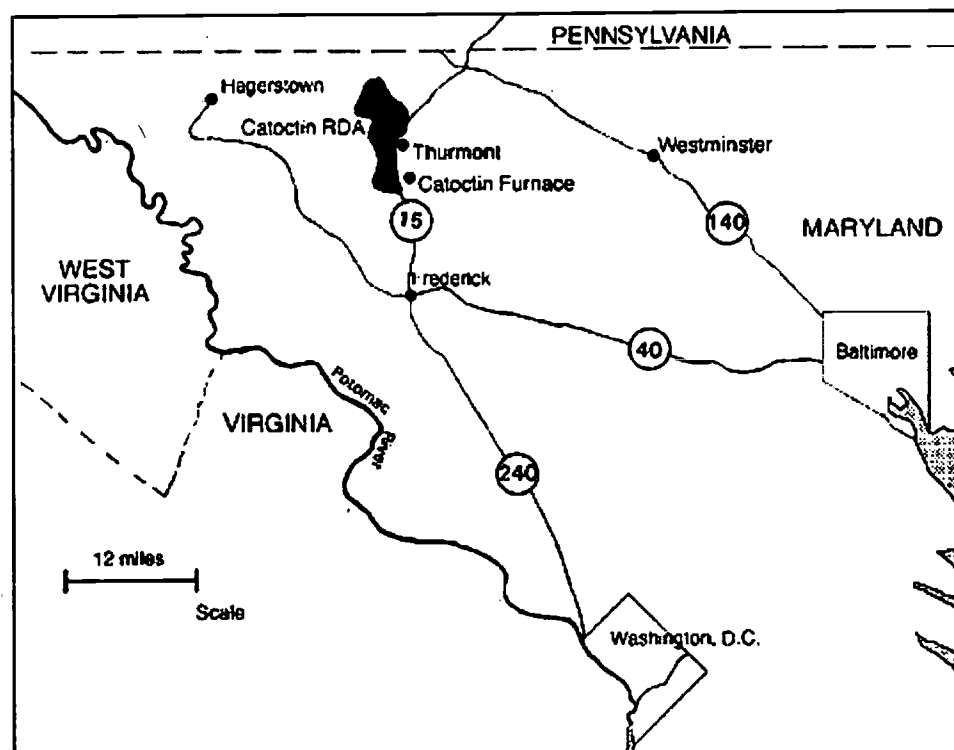 PENNSYLVANIA
Hagerstown
Catoctin RDA
Thurmont
Westminster
Catoctin Furnace
15
140
MARYLAND
WEST
VIRGINIA
Frederick
40
Baltimore
Potomac
River
VIRGINIA
240
12 miles
Scale
Washington, D.C.